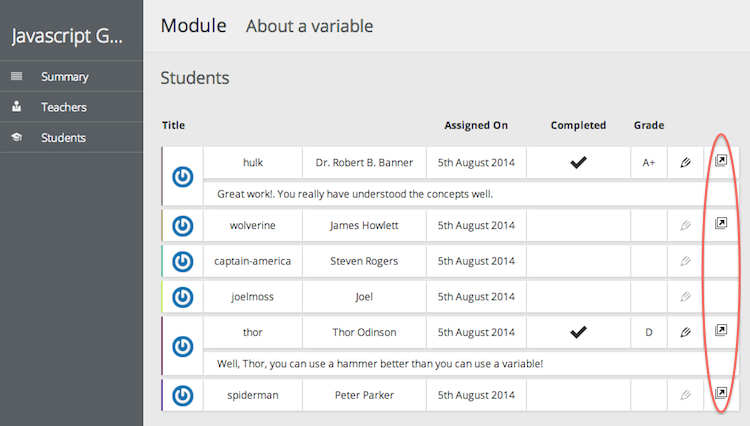 Javascript G...
Summary
Teachers
Students
Module About a variable
Students
Title Assigned On Completed Grade
hulk Dr. Robert B. Banner 5th August 2014 A+
Great work!. You really have understood the concepts well.
wolverine James Howlett 5th August 2014
captain-america Steven Rogers 5th August 2014
joelmoss Joel 5th August 2014
thor Thor Odinson 5th August 2014 D
Well, Thor, you can use a hammer better than you can use a variable!
spiderman Peter Parker 5th August 2014